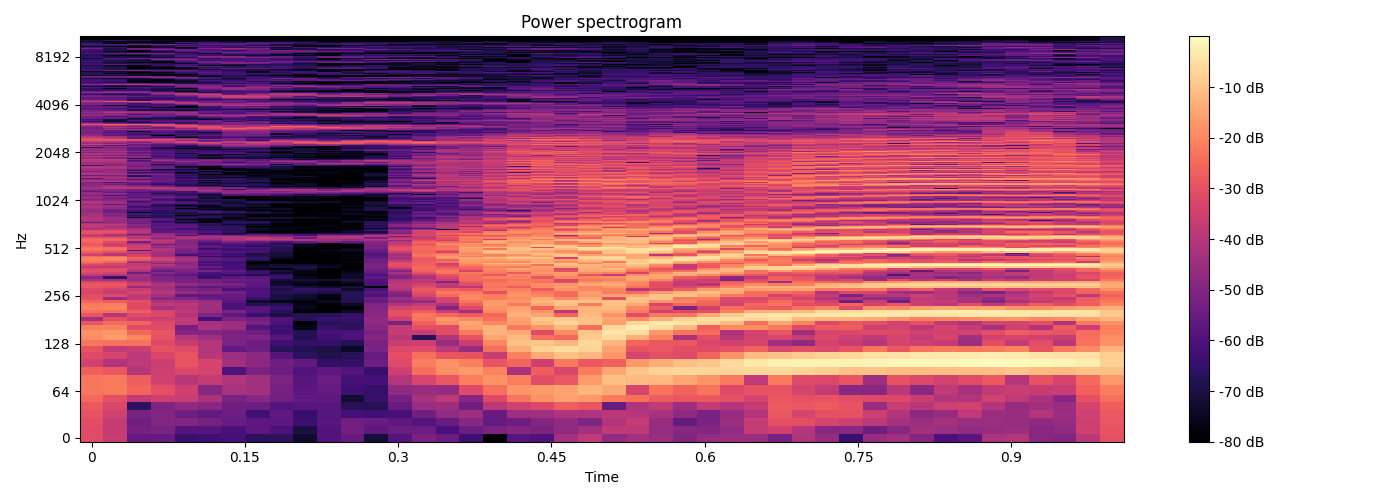 Power spectrogram
Hz
8192
4096
2048
1024
512
256
128
64
0
0 0.15 0.3 0.45 0.6 0.75 0.9
Time
-10 dB
-20 dB
-30 dB
-40 dB
-50 dB
-60 dB
-70 dB
-80 dB